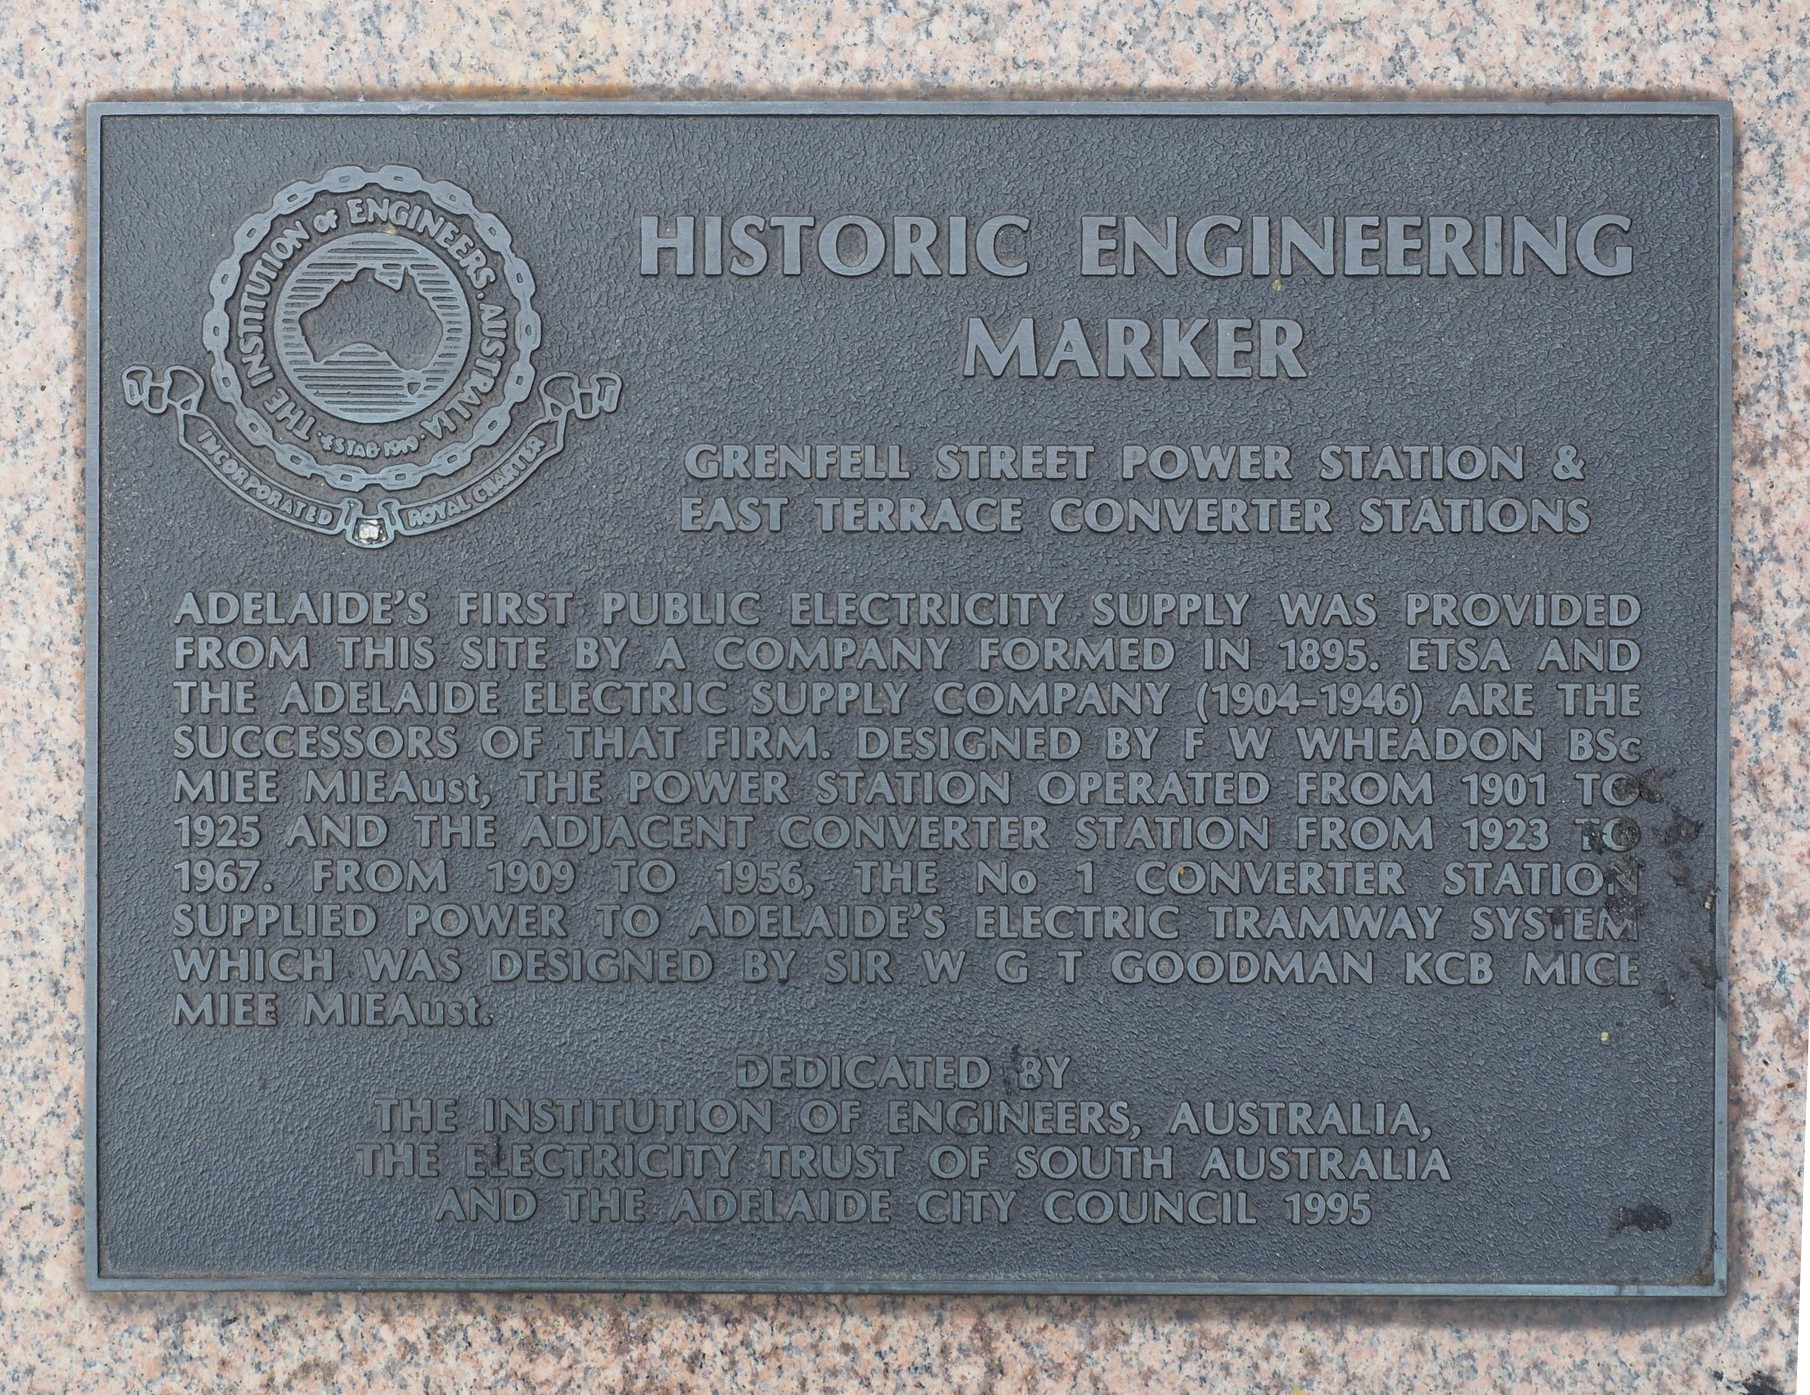 THE INSTITUTION of ENGINEERS. AUSTRALIA
· ESTAB 1919 ·
INCORPORATED ROYAL CHARTER
HISTORIC ENGINEERING
MARKER
GRENFELL STREET POWER STATION &
EAST TERRACE CONVERTER STATIONS
ADELAIDE'S FIRST PUBLIC ELECTRICITY SUPPLY WAS PROVIDED
FROM THIS SITE BY A COMPANY FORMED IN 1895. ETSA AND
THE ADELAIDE ELECTRIC SUPPLY COMPANY (1904-1946) ARE THE
SUCCESSORS OF THAT FIRM. DESIGNED BY F W WHEADON BSc
MIEE MIEAust, THE POWER STATION OPERATED FROM 1901 TO
1925 AND THE ADJACENT CONVERTER STATION FROM 1923 TO
1967. FROM 1909 TO 1956, THE No 1 CONVERTER STATION
SUPPLIED POWER TO ADELAIDE'S ELECTRIC TRAMWAY SYSTEM
WHICH WAS DESIGNED BY SIR W G T GOODMAN KCB MICE
MIEE MIEAust.
DEDICATED BY
THE INSTITUTION OF ENGINEERS, AUSTRALIA,
THE ELECTRICITY TRUST OF SOUTH AUSTRALIA
AND THE ADELAIDE CITY COUNCIL 1995